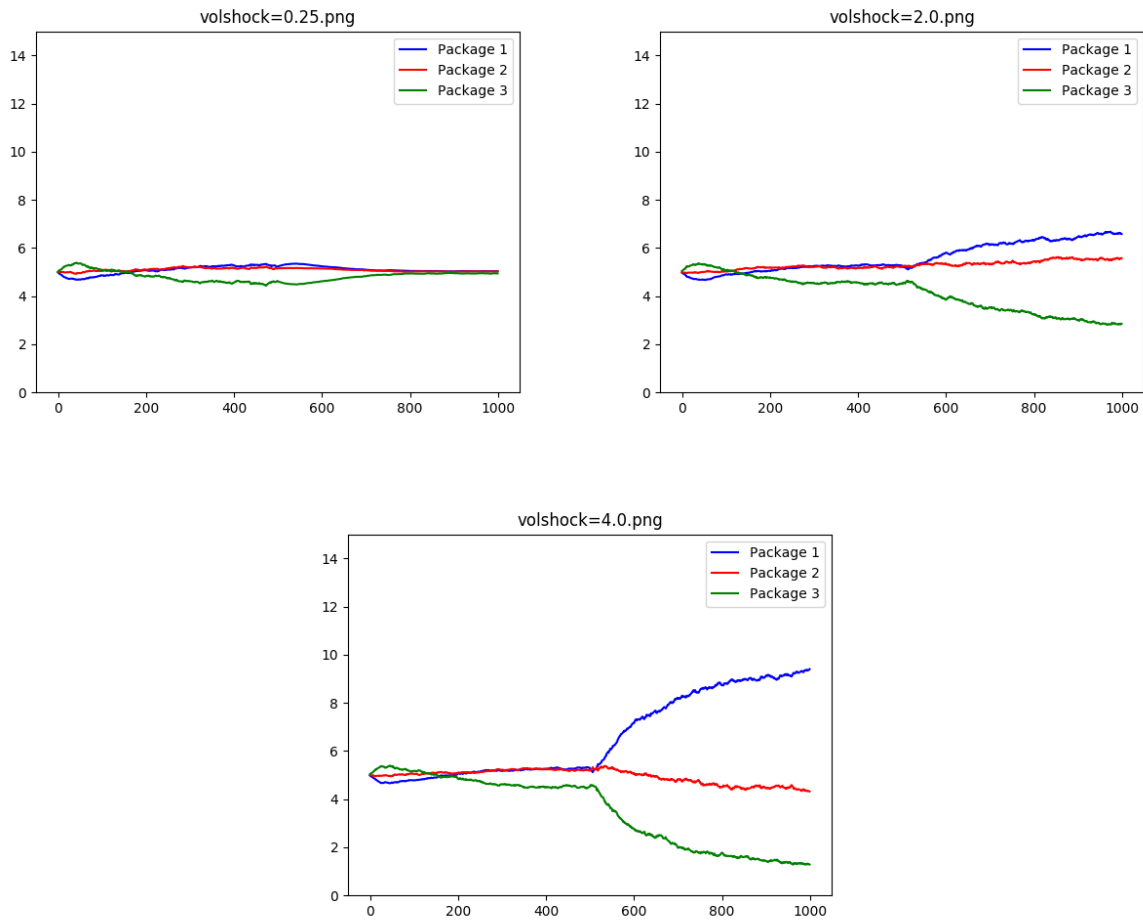 volshock=0.25.png
14
12
10
8
6
4
2
0
0 200 400 600 800 1000
Package 1
Package 2
Package 3
volshock=2.0.png
14
12
10
8
6
4
2
0
0 200 400 600 800 1000
Package 1
Package 2
Package 3
volshock=4.0.png
14
12
10
8
6
4
2
0
0 200 400 600 800 1000
Package 1
Package 2
Package 3